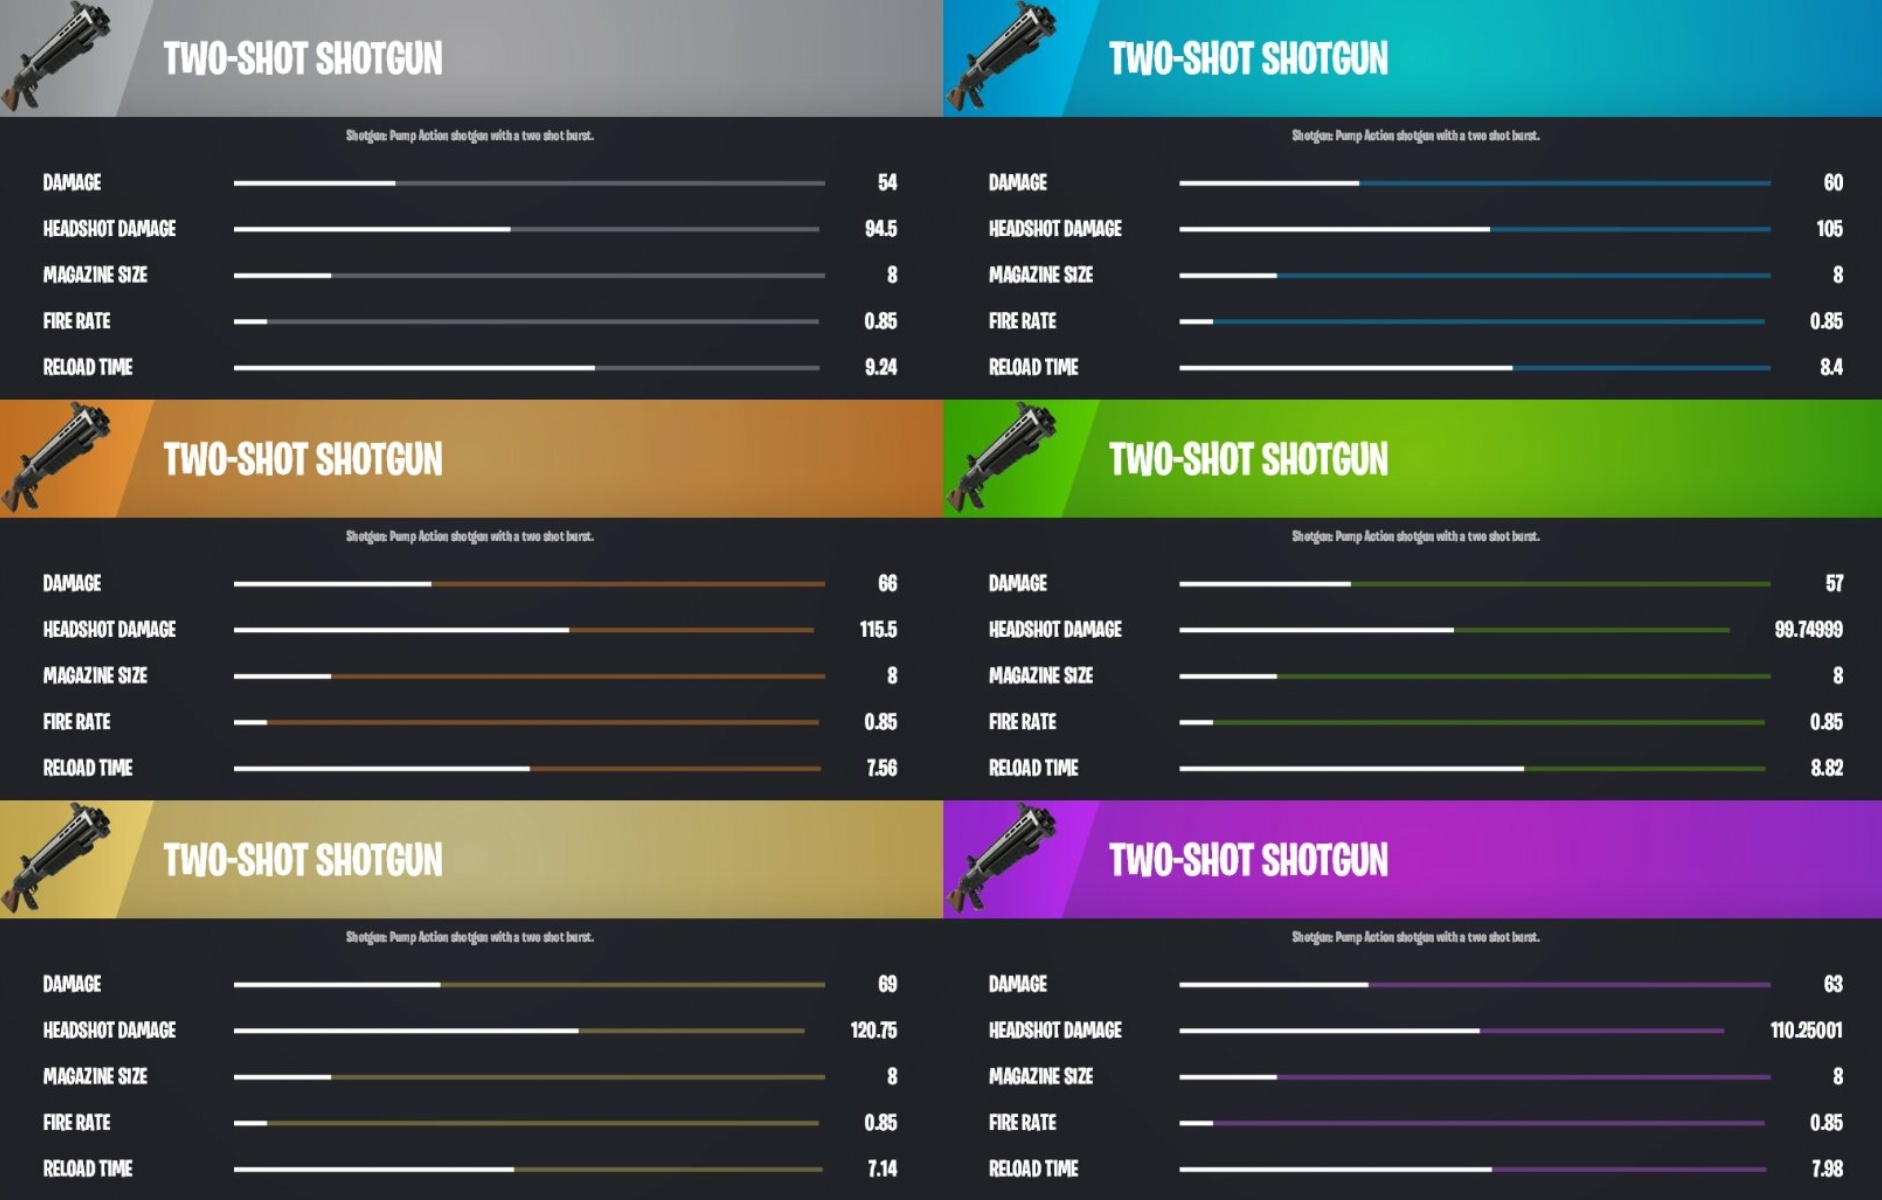 TWO-SHOT SHOTGUN
Shotgun: Pump Action shotgun with a two shot burst.
DAMAGE 54
HEADSHOT DAMAGE 94.5
MAGAZINE SIZE 8
FIRE RATE 0.85
RELOAD TIME 9.24
TWO-SHOT SHOTGUN
Shotgun: Pump Action shotgun with a two shot burst.
DAMAGE 60
HEADSHOT DAMAGE 105
MAGAZINE SIZE 8
FIRE RATE 0.85
RELOAD TIME 8.4
TWO-SHOT SHOTGUN
Shotgun: Pump Action shotgun with a two shot burst.
DAMAGE 66
HEADSHOT DAMAGE 115.5
MAGAZINE SIZE 8
FIRE RATE 0.85
RELOAD TIME 7.56
TWO-SHOT SHOTGUN
Shotgun: Pump Action shotgun with a two shot burst.
DAMAGE 57
HEADSHOT DAMAGE 99.74999
MAGAZINE SIZE 8
FIRE RATE 0.85
RELOAD TIME 8.82
TWO-SHOT SHOTGUN
Shotgun: Pump Action shotgun with a two shot burst.
DAMAGE 69
HEADSHOT DAMAGE 120.75
MAGAZINE SIZE 8
FIRE RATE 0.85
RELOAD TIME 7.14
TWO-SHOT SHOTGUN
Shotgun: Pump Action shotgun with a two shot burst.
DAMAGE 63
HEADSHOT DAMAGE 110.25001
MAGAZINE SIZE 8
FIRE RATE 0.85
RELOAD TIME 7.98